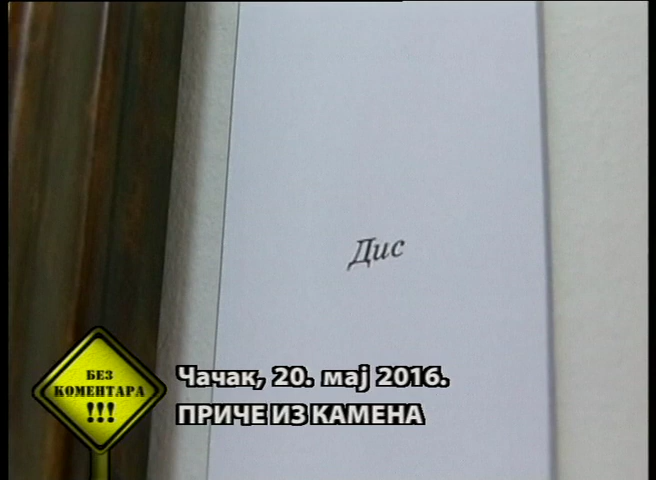 Дис
БЕЗ
КОМЕНТАРА
!!!
Чачак, 20. мај 2016.
ПРИЧЕ ИЗ КАМЕНА